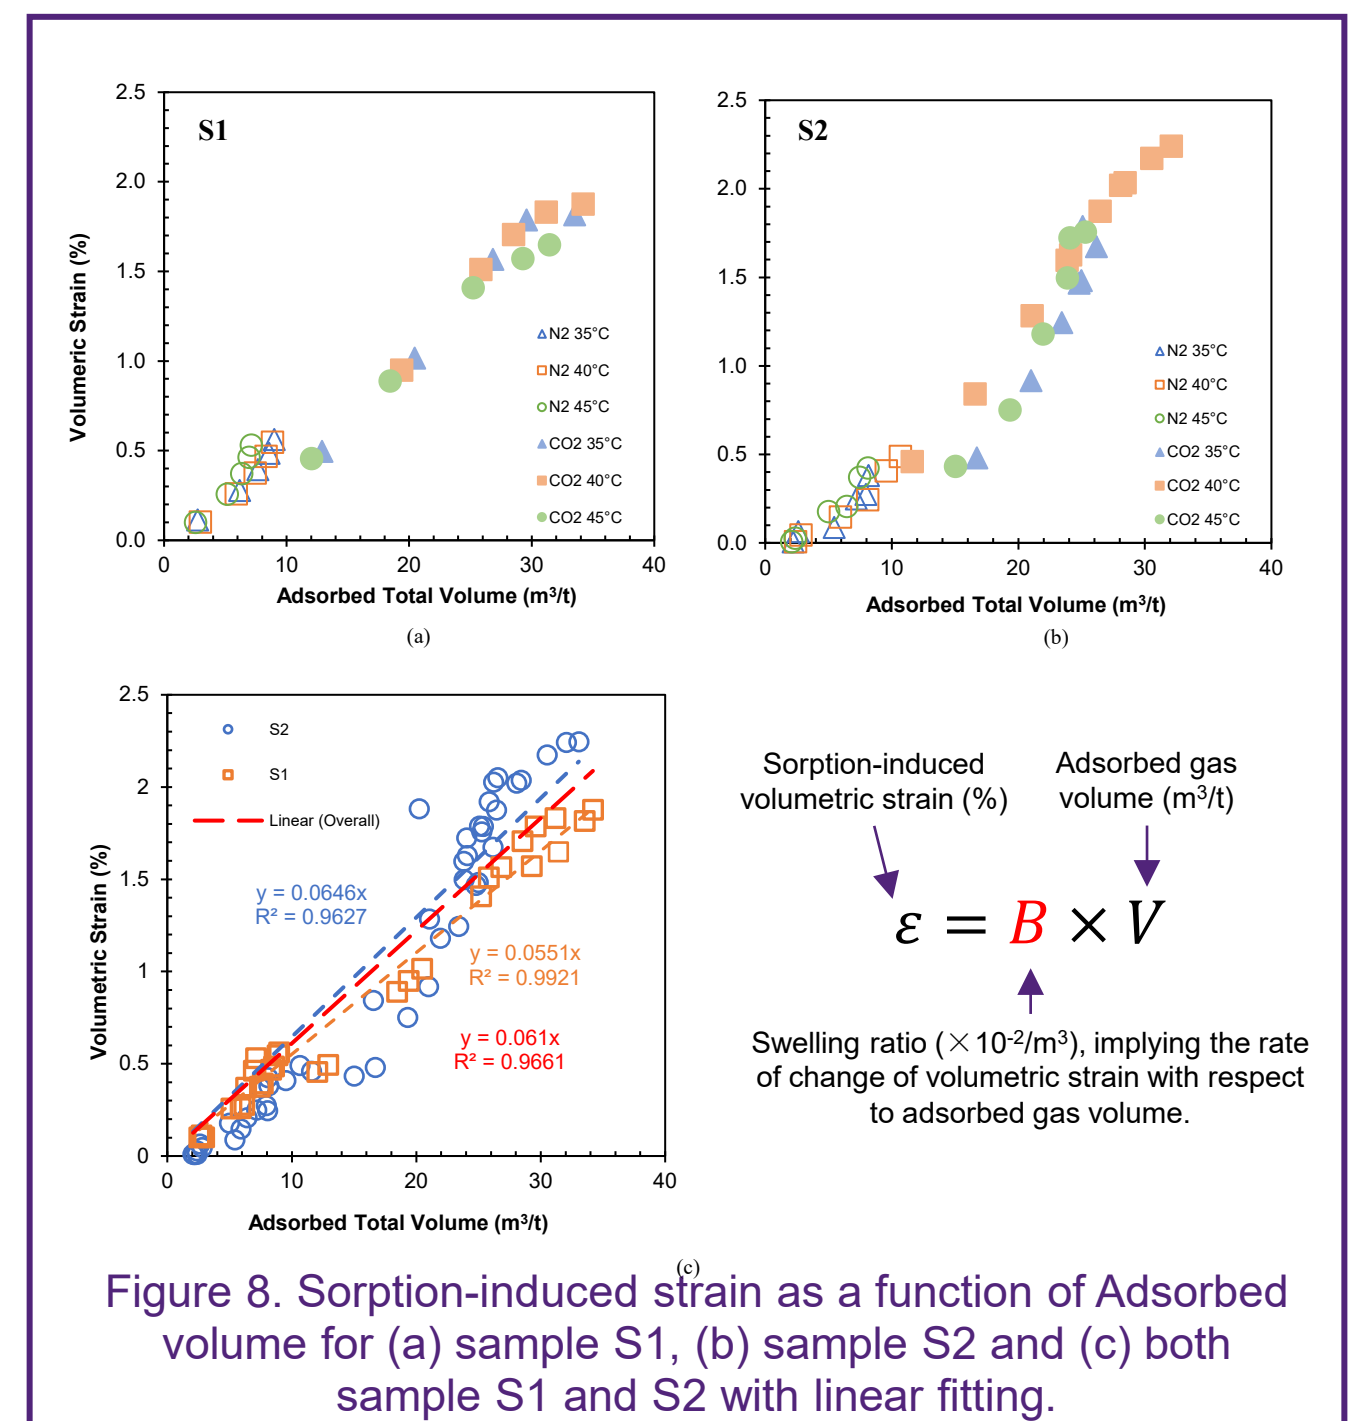 2.5
2.0
1.5
1.0
0.5
0.0
0
10
20
30
40
S1
Volumeric Strain (%)
N2 35°C
N2 40°C
N2 45°C
CO2 35°C
CO2 40°C
CO2 45°C
Adsorbed Total Volume (m³/t)
(a)
2.5
2.0
1.5
1.0
0.5
0.0
0
10
20
30
40
S2
N2 35°C
N2 40°C
N2 45°C
CO2 35°C
CO2 40°C
CO2 45°C
Adsorbed Total Volume (m³/t)
(b)
2.5
2
1.5
1
0.5
0
0
10
20
30
40
S2
S1
Linear (Overall)
Volumetric Strain (%)
y = 0.0646x
R² = 0.9627
y = 0.0551x
R² = 0.9921
y = 0.061x
R² = 0.9661
Adsorbed Total Volume (m³/t)
(c)
Sorption-induced
volumetric strain (%)
Adsorbed gas
volume (m³/t)
ε = B × V
Swelling ratio (×10⁻²/m³), implying the rate
of change of volumetric strain with respect
to adsorbed gas volume.
Figure 8. Sorption-induced strain as a function of Adsorbed
volume for (a) sample S1, (b) sample S2 and (c) both
sample S1 and S2 with linear fitting.